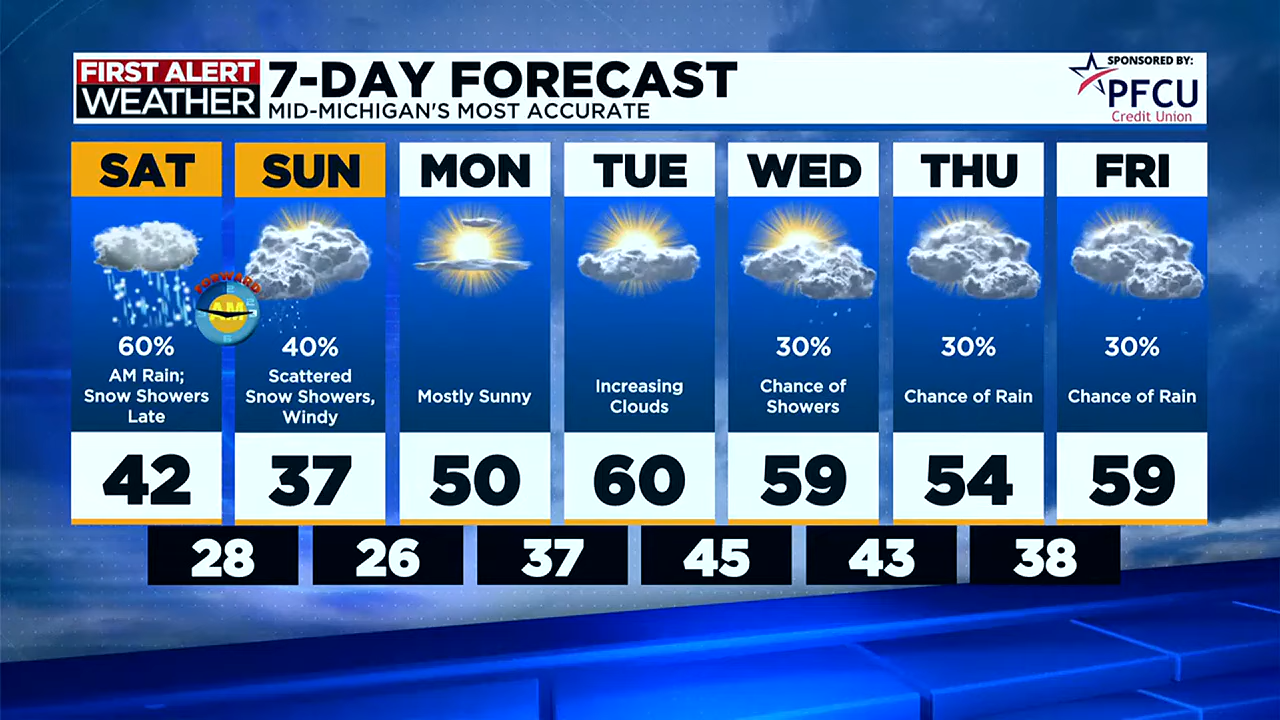 FIRST ALERT
WEATHER
7-DAY FORECAST
MID-MICHIGAN'S MOST ACCURATE
SPONSORED BY:
PFCU
Credit Union
SAT
SUN
MON
TUE
WED
THU
FRI
FORWARD
AM
60%
AM Rain;
Snow Showers
Late
40%
Scattered
Snow Showers,
Windy
Mostly Sunny
Increasing
Clouds
30%
Chance of
Showers
30%
Chance of Rain
30%
Chance of Rain
42
37
50
60
59
54
59
28
26
37
45
43
38